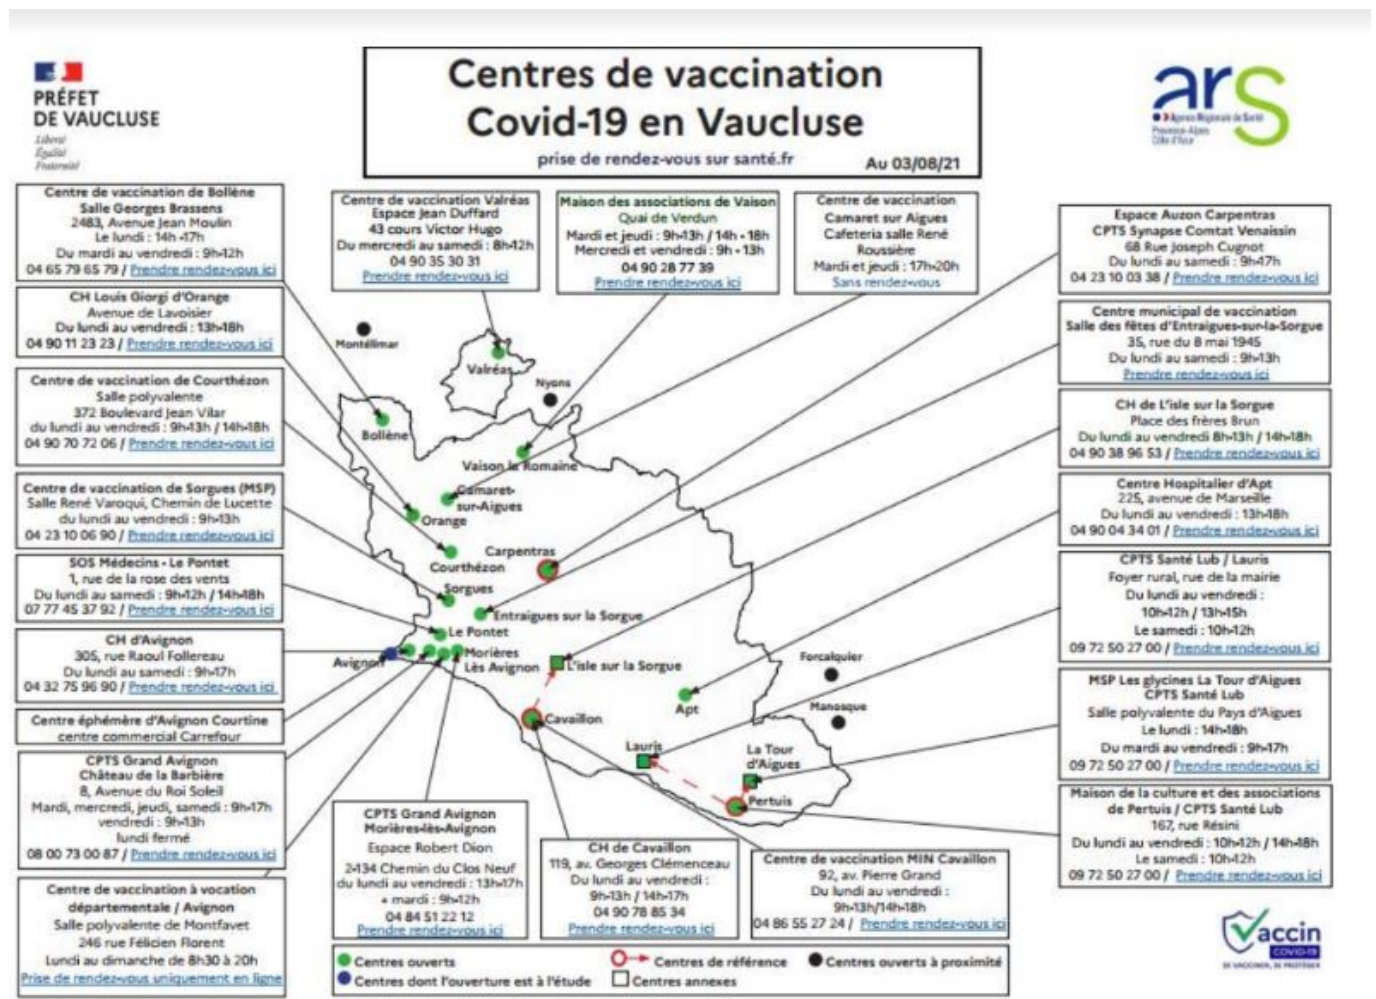 PRÉFET
DE VAUCLUSE
Liberté
Égalité
Fraternité
Centres de vaccination
Covid-19 en Vaucluse
prise de rendez-vous sur santé.fr
Au 03/08/21
ars
Agence Régionale de Santé
Provence-Alpes
Côte d'Azur
Centre de vaccination de Bollène
Salle Georges Brassens
2483, Avenue Jean Moulin
Le lundi : 14h-17h
Du mardi au vendredi : 9h-12h
04 65 79 65 79 / Prendre rendez-vous ici
CH Louis Giorgi d'Orange
Avenue de Lavoisier
Du lundi au vendredi : 13h-18h
04 90 11 23 23 / Prendre rendez-vous ici
Centre de vaccination de Courthézon
Salle polyvalente
372 Boulevard Jean Vilar
du lundi au vendredi : 9h-13h / 14h-18h
04 90 70 72 06 / Prendre rendez-vous ici
Centre de vaccination de Sorgues (MSP)
Salle René Varoqui, Chemin de Lucette
du lundi au vendredi : 9h-13h
04 23 10 06 90 / Prendre rendez-vous ici
SOS Médecins - Le Pontet
1, rue de la rose des vents
Du lundi au samedi : 9h-12h / 14h-18h
07 77 45 37 92 / Prendre rendez-vous ici
CH d'Avignon
305, rue Raoul Follereau
Du lundi au samedi : 9h-17h
04 32 75 96 90 / Prendre rendez-vous ici
Centre éphémère d'Avignon Courtine
centre commercial Carrefour
CPTS Grand Avignon
Château de la Barbière
8, Avenue du Roi Soleil
Mardi, mercredi, jeudi, samedi : 9h-17h
vendredi : 9h-13h
lundi fermé
08 00 73 00 87 / Prendre rendez-vous ici
Centre de vaccination à vocation
départementale / Avignon
Salle polyvalente de Montfavet
246 rue Félicien Florent
Lundi au dimanche de 8h30 à 20h
Prise de rendez-vous uniquement en ligne
Centre de vaccination Valréas
Espace Jean Duffard
43 cours Victor Hugo
Du mercredi au samedi : 8h-12h
04 90 35 30 31
Prendre rendez-vous ici
Maison des associations de Vaison
Quai de Verdun
Mardi et jeudi : 9h-13h / 14h - 18h
Mercredi et vendredi : 9h - 13h
04 90 28 77 39
Prendre rendez-vous ici
Centre de vaccination
Camaret sur Aigues
Cafeteria salle René
Roussière
Mardi et jeudi : 17h-20h
Sans rendez-vous
Espace Auzon Carpentras
CPTS Synapse Comtat Venaissin
68 Rue Joseph Cugnot
Du lundi au samedi : 9h-17h
04 23 10 03 38 / Prendre rendez-vous ici
Centre municipal de vaccination
Salle des fêtes d'Entraigues-sur-la-Sorgue
35, rue du 8 mai 1945
Du lundi au samedi : 9h-13h
Prendre rendez-vous ici
CH de L'isle sur la Sorgue
Place des frères Brun
Du lundi au vendredi 8h-13h / 14h-18h
04 90 38 96 53 / Prendre rendez-vous ici
Centre Hospitalier d'Apt
225, avenue de Marseille
Du lundi au vendredi : 13h-18h
04 90 04 34 01 / Prendre rendez-vous ici
CPTS Santé Lub / Lauris
Foyer rural, rue de la mairie
Du lundi au vendredi :
10h-12h / 13h-15h
Le samedi : 10h-12h
09 72 50 27 00 / Prendre rendez-vous ici
MSP Les glycines La Tour d'Aigues
CPTS Santé Lub
Salle polyvalente du Pays d'Aigues
Le lundi : 14h-18h
Du mardi au vendredi : 9h-17h
09 72 50 27 00 / Prendre rendez-vous ici
Maison de la culture et des associations
de Pertuis / CPTS Santé Lub
167, rue Résini
Du lundi au vendredi : 10h-12h / 14h-18h
Le samedi : 10h-12h
09 72 50 27 00 / Prendre rendez-vous ici
Montélimar
Valréas
Nyons
Bollène
Vaison la Romaine
Camaret-
sur-Aigues
Orange
Carpentras
Courthézon
Sorgues
Entraigues sur la Sorgue
Le Pontet
Avignon
Morières
Lès Avignon
L'isle sur la Sorgue
Forcalquier
Apt
Manosque
Cavaillon
Lauris
La Tour
d'Aigues
Pertuis
CPTS Grand Avignon
Morières-lès-Avignon
Espace Robert Dion
2-134 Chemin du Clos Neuf
du lundi au vendredi : 13h-17h
+ mardi : 9h-12h
04 84 51 22 12
Prendre rendez-vous ici
CH de Cavaillon
119, av. Georges Clémenceau
Du lundi au vendredi :
9h-13h / 14h-17h
04 90 78 85 34
Prendre rendez-vous ici
Centre de vaccination MIN Cavaillon
92, av. Pierre Grand
Du lundi au vendredi :
9h-13h/14h-18h
04 86 55 27 24 / Prendre rendez-vous ici
Centres ouverts
Centres de référence
Centres ouverts à proximité
Centres dont l'ouverture est à l'étude
Centres annexes
Vaccin
COVID-19
SE VACCINER, SE PROTÉGER